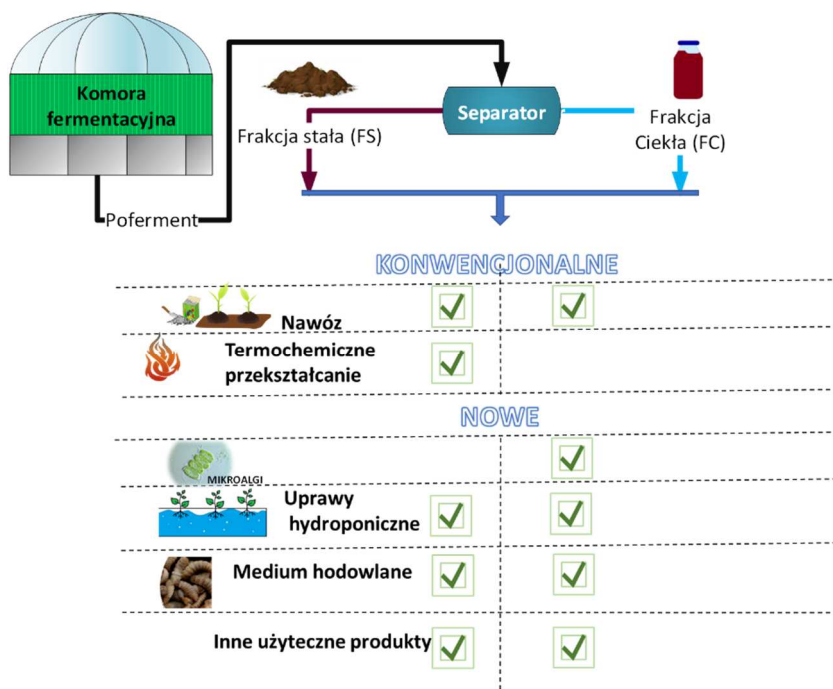 Komora
fermentacyjna
Separator
Frakcja stała (FS)
Frakcja
Ciekła (FC)
Poferment
KONWENCJONALNE
Nawóz
Termochemiczne
przekształcanie
NOWE
MIKROALGI
Uprawy
hydroponiczne
Medium hodowlane
Inne użyteczne produkty